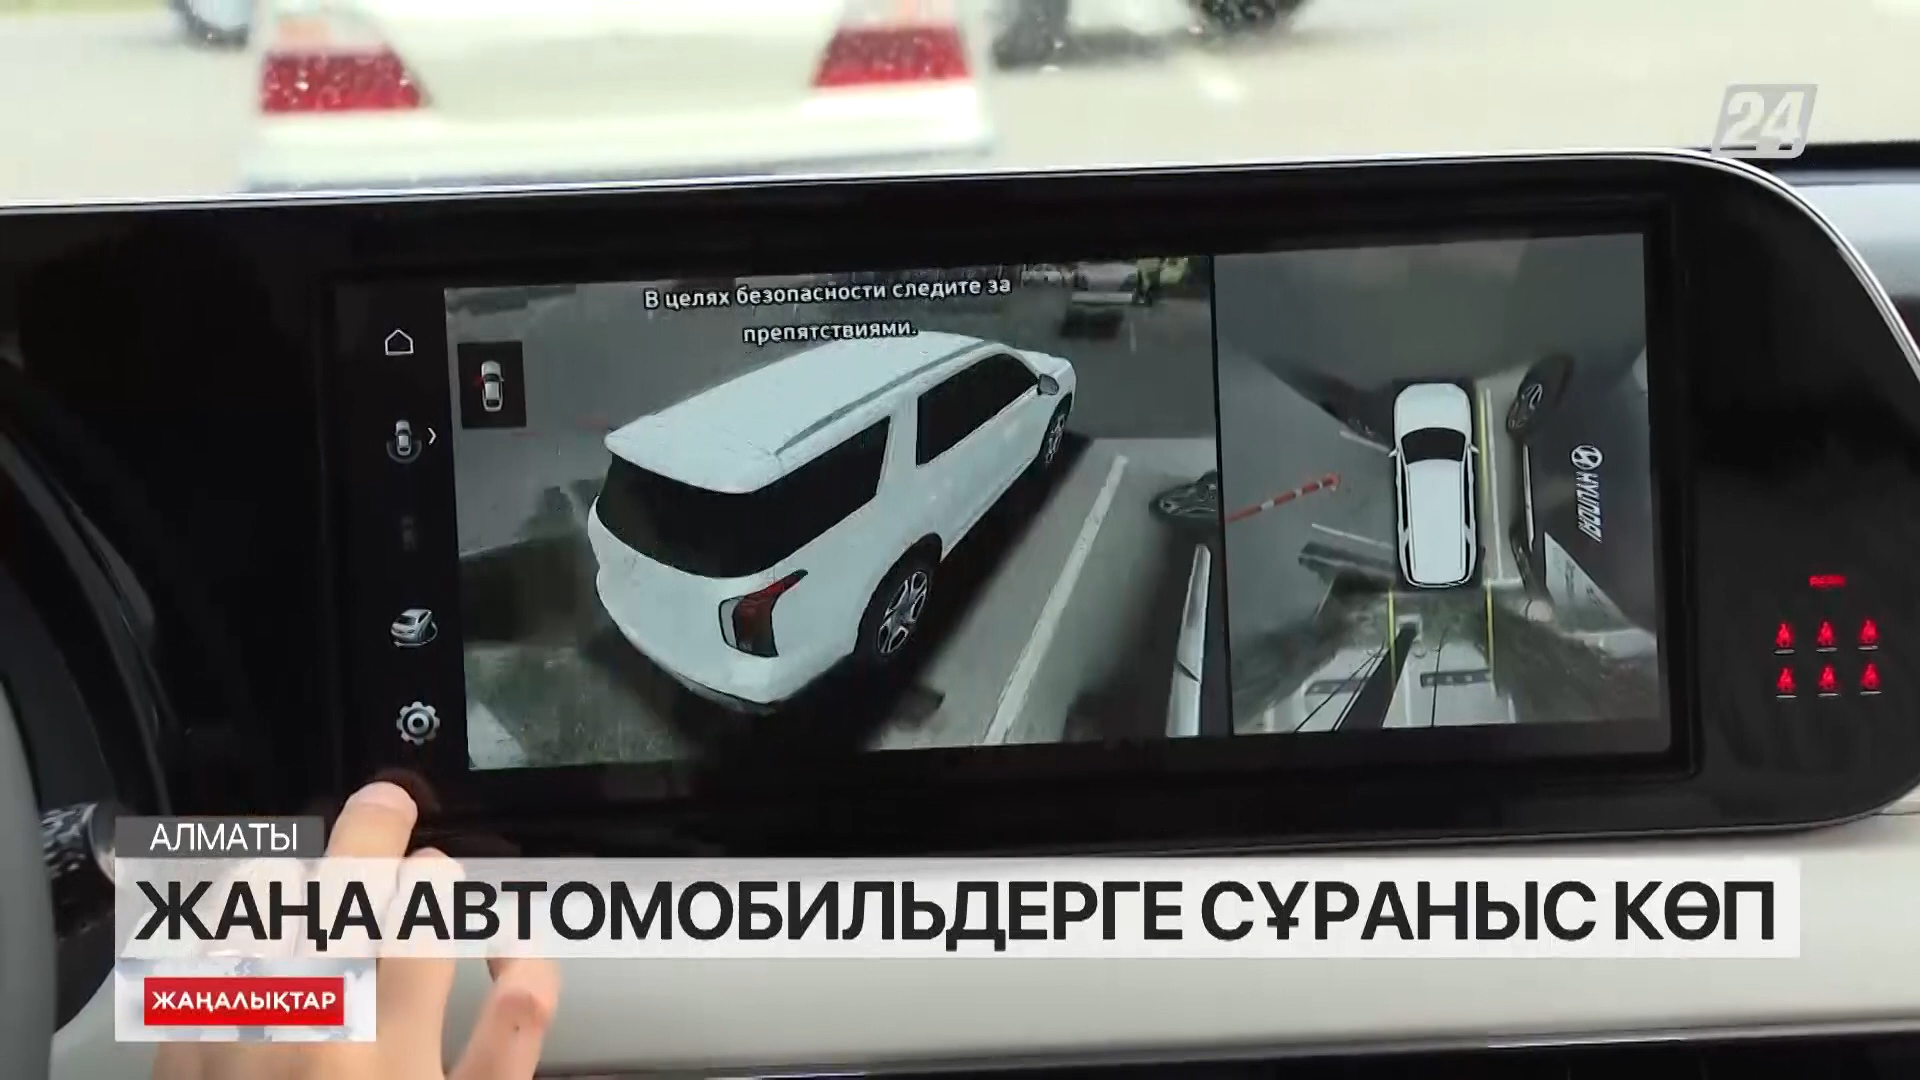 24
В целях безопасности следите за
препятствиями.
HYUNDAI
АЛМАТЫ
ЖАҢА АВТОМОБИЛЬДЕРГЕ СҰРАНЫС КӨП
ЖАҢАЛЫҚТАР